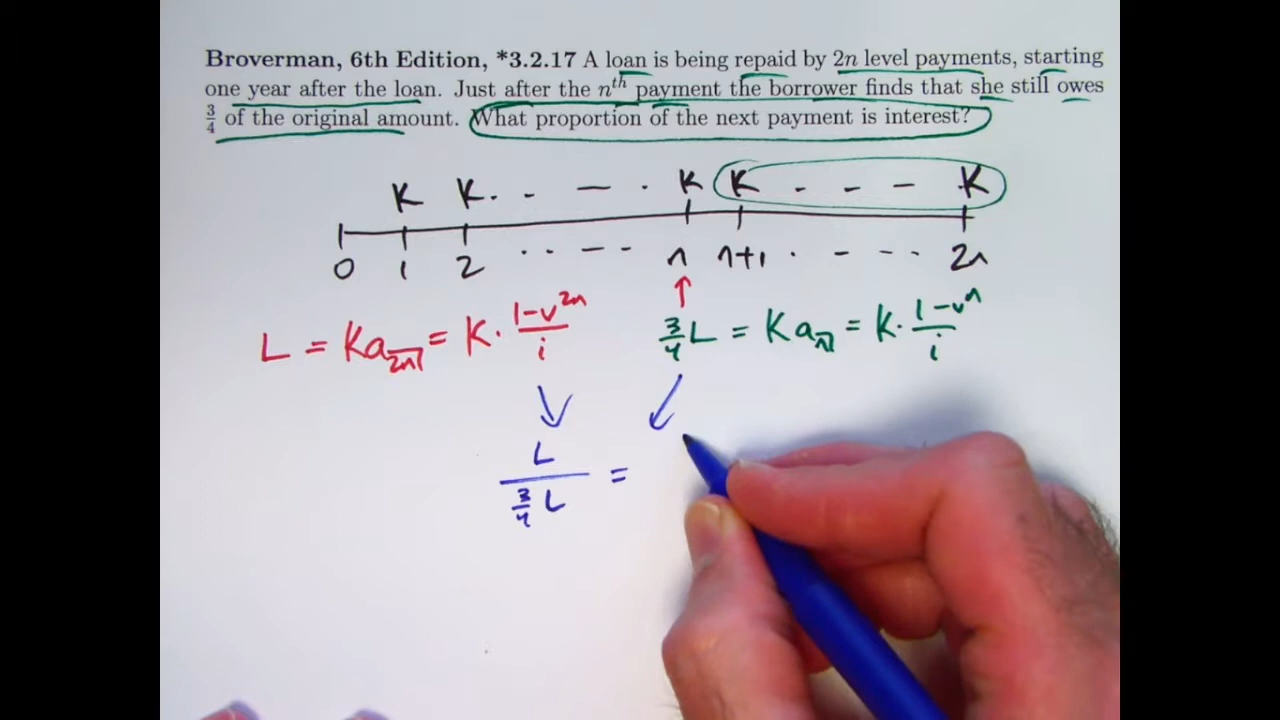 Broverman, 6th Edition, *3.2.17 A loan is being repaid by 2n level payments, starting
one year after the loan. Just after the nth payment the borrower finds that she still owes
3/4 of the original amount. What proportion of the next payment is interest?
K K. - — . K K - - - K
0 1 2 .. — - - n n+1 . - - .. 2n
L = Ka2n⌉ = K · (1-v^2n)/i ↑ 3/4 L = Kan⌉ = K · (1-v^n)/i
L / (3/4 L) =